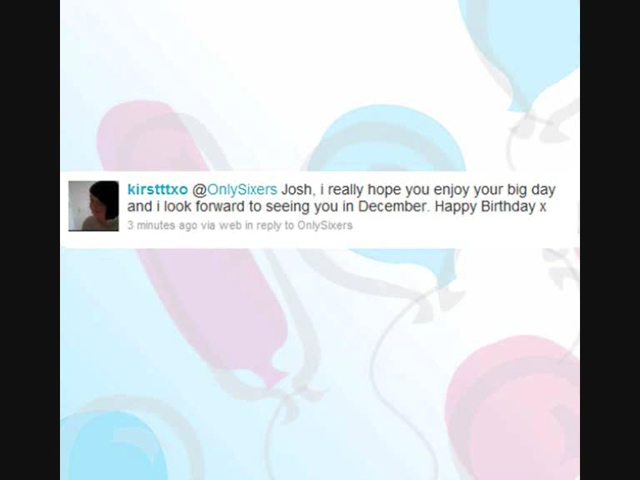 kirstttxo @OnlySixers Josh, i really hope you enjoy your big day
and i look forward to seeing you in December. Happy Birthday x
3 minutes ago via web in reply to OnlySixers